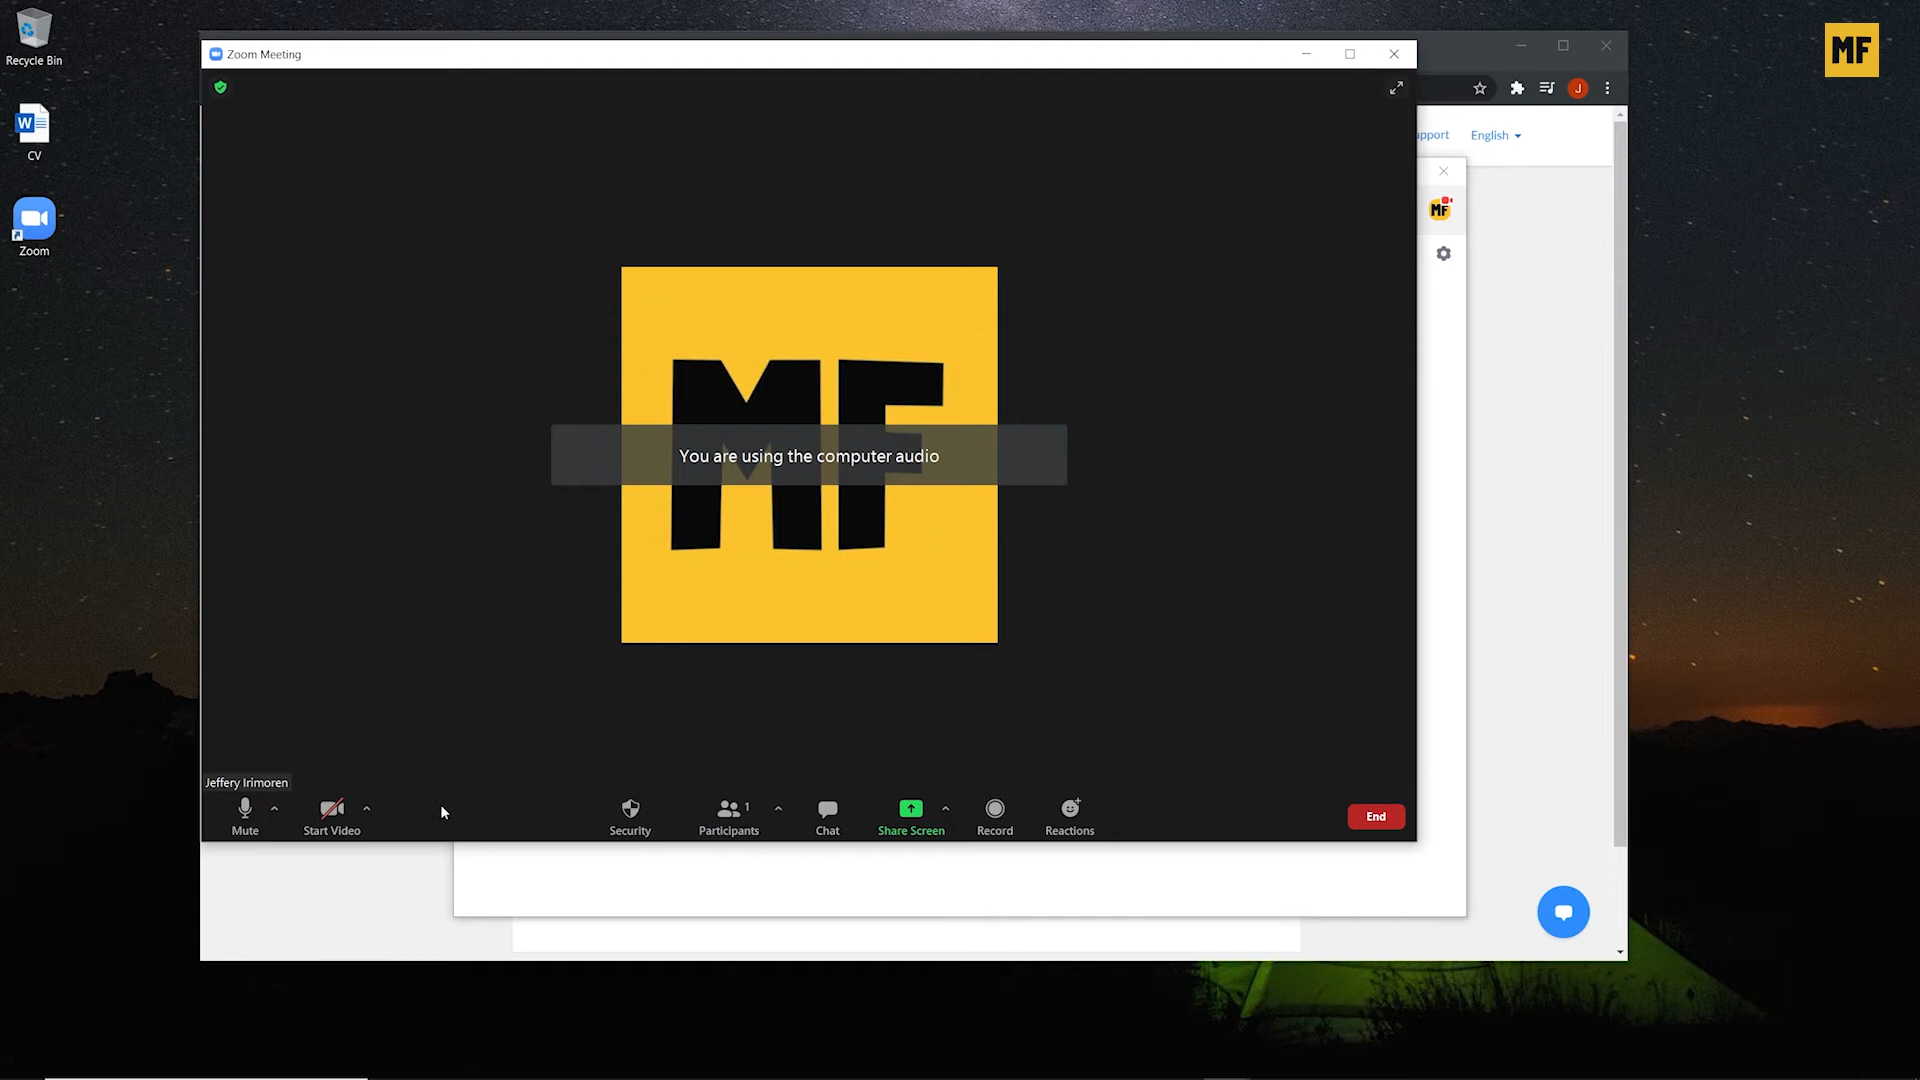 Recycle Bin
CV
Zoom
Zoom Meeting
MF
J
pport
English
MF
MF
You are using the computer audio
Jeffery Irimoren
Mute
Start Video
Security
1
Participants
Chat
Share Screen
Record
Reactions
End
W